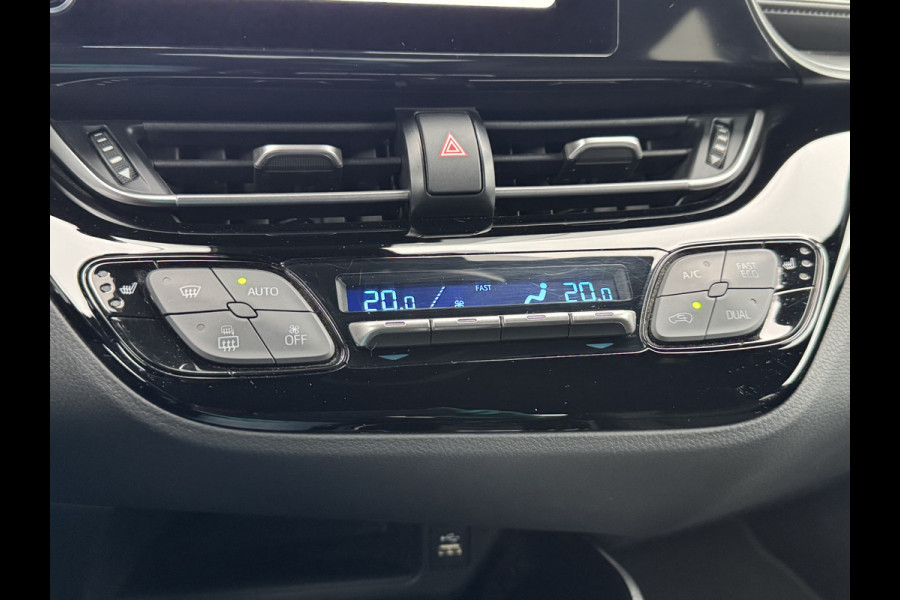 AUTO
OFF
20.0 FAST 20.0
A/C FAST ECO
DUAL